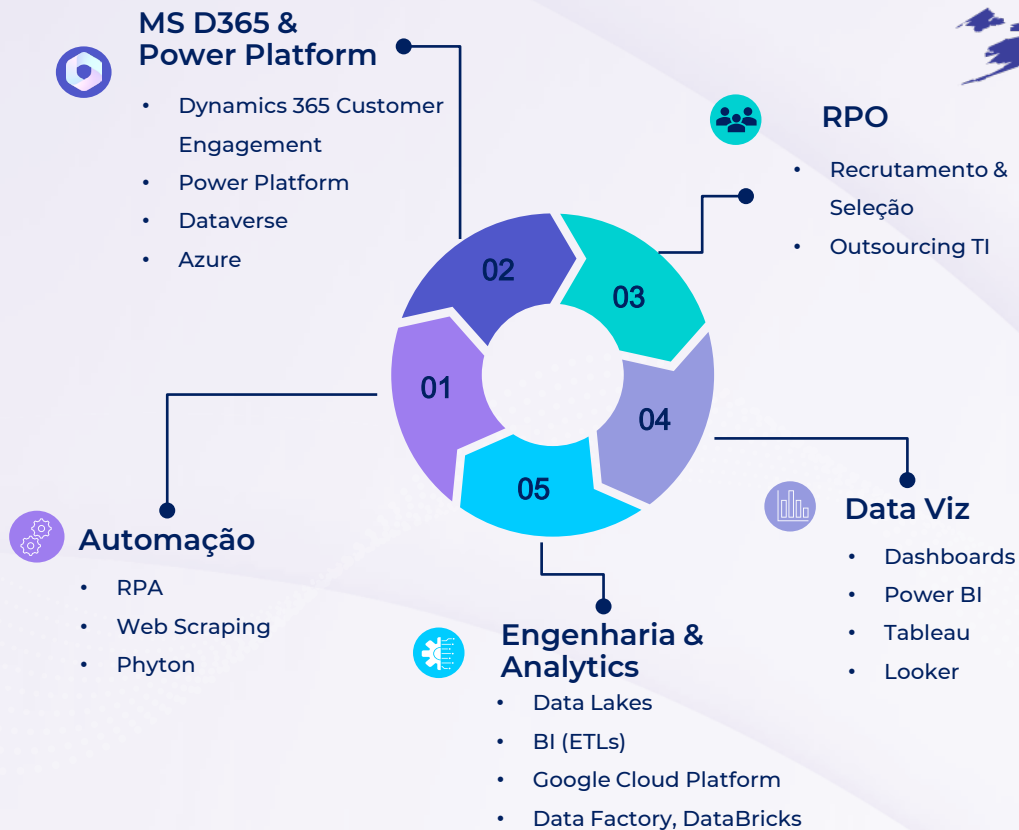 MS D365 &
Power Platform
• Dynamics 365 Customer
Engagement
• Power Platform
• Dataverse
• Azure
RPO
• Recrutamento &
Seleção
• Outsourcing TI
02
03
01
04
05
Automação
• RPA
• Web Scraping
• Phyton
Data Viz
• Dashboards
• Power BI
• Tableau
• Looker
Engenharia &
Analytics
• Data Lakes
• BI (ETLs)
• Google Cloud Platform
• Data Factory, DataBricks